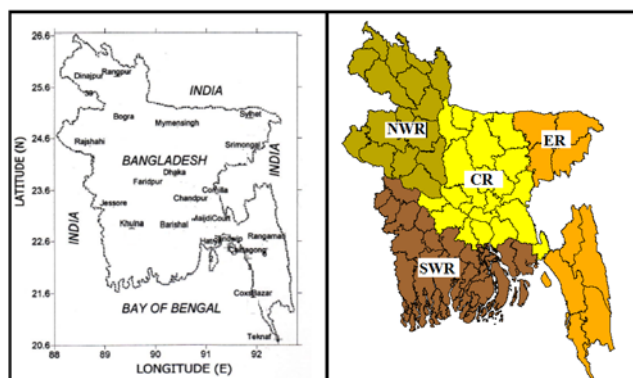 LATITUDE (N)
26.6
25.6
24.6
23.6
22.6
21.6
20.6
88
89
90
91
92
LONGITUDE (E)
Dinajpur
Rangpur
INDIA
Bogra
Mymensingh
Sylhet
Rajshahi
Srimongal
INDIA
BANGLADESH
Dhaka
Faridpur
Comilla
Chandpur
Jessore
INDIA
Khulna
Barishal
MaijdiCourt
Rangamati
Chittagong
CoxsBazar
BAY OF BENGAL
Teknaf
NWR
ER
CR
SWR